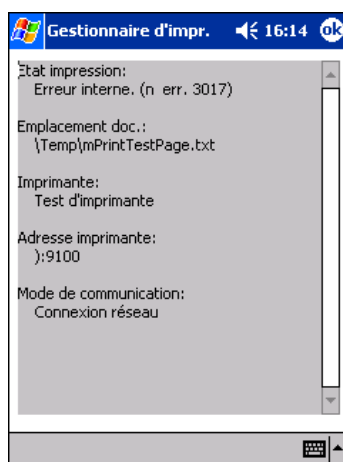 Gestionnaire d'impr. 16:14 ok
Etat impression:
Erreur interne. (n err. 3017)
Emplacement doc.:
\Temp\mPrintTestPage.txt
Imprimante:
Test d'imprimante
Adresse imprimante:
):9100
Mode de communication:
Connexion réseau